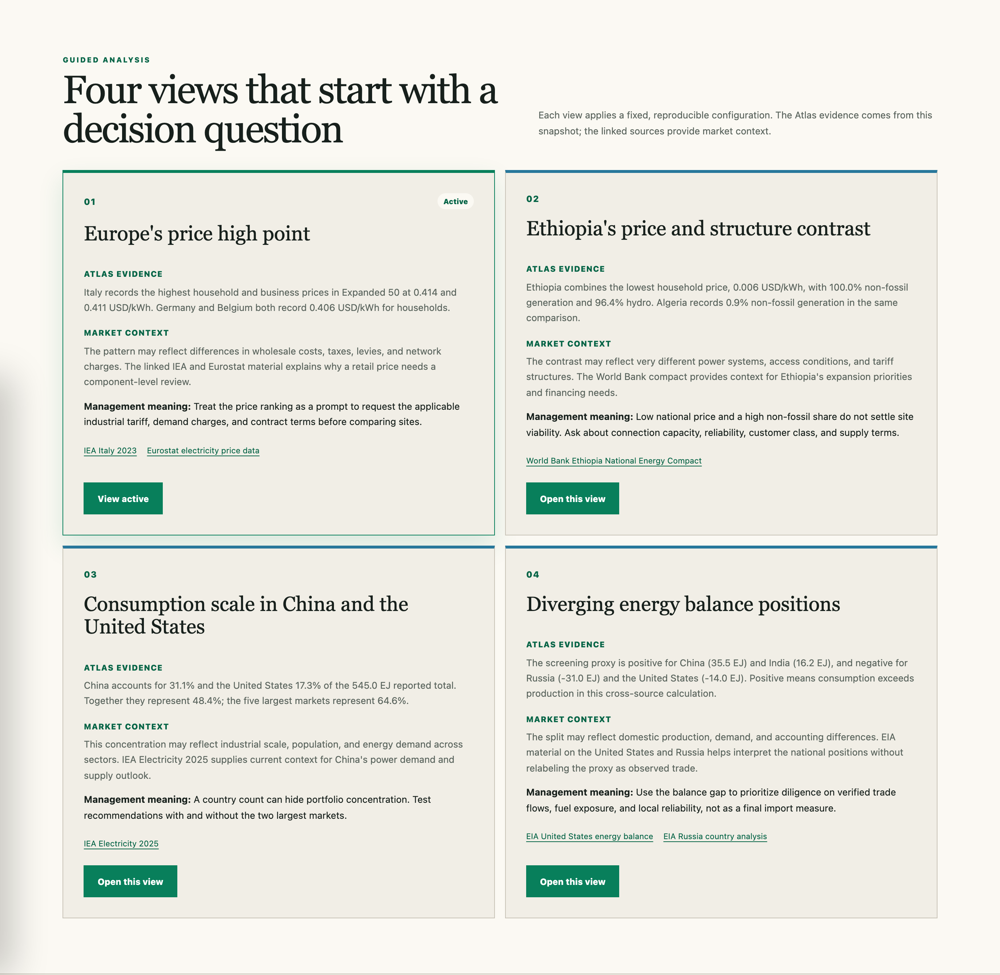 GUIDED ANALYSIS
Four views that start with a
decision question
Each view applies a fixed, reproducible configuration. The Atlas evidence comes from this
snapshot; the linked sources provide market context.
01
Active
Europe's price high point
ATLAS EVIDENCE
Italy records the highest household and business prices in Expanded 50 at 0.414 and
0.411 USD/kWh. Germany and Belgium both record 0.406 USD/kWh for households.
MARKET CONTEXT
The pattern may reflect differences in wholesale costs, taxes, levies, and network
charges. The linked IEA and Eurostat material explains why a retail price needs a
component-level review.
Management meaning: Treat the price ranking as a prompt to request the applicable
industrial tariff, demand charges, and contract terms before comparing sites.
IEA Italy 2023 Eurostat electricity price data
View active
02
Ethiopia's price and structure contrast
ATLAS EVIDENCE
Ethiopia combines the lowest household price, 0.006 USD/kWh, with 100.0% non-fossil
generation and 96.4% hydro. Algeria records 0.9% non-fossil generation in the same
comparison.
MARKET CONTEXT
The contrast may reflect very different power systems, access conditions, and tariff
structures. The World Bank compact provides context for Ethiopia's expansion priorities
and financing needs.
Management meaning: Low national price and a high non-fossil share do not settle site
viability. Ask about connection capacity, reliability, customer class, and supply terms.
World Bank Ethiopia National Energy Compact
Open this view
03
Consumption scale in China and the
United States
ATLAS EVIDENCE
China accounts for 31.1% and the United States 17.3% of the 545.0 EJ reported total.
Together they represent 48.4%; the five largest markets represent 64.6%.
MARKET CONTEXT
This concentration may reflect industrial scale, population, and energy demand across
sectors. IEA Electricity 2025 supplies current context for China's power demand and
supply outlook.
Management meaning: A country count can hide portfolio concentration. Test
recommendations with and without the two largest markets.
IEA Electricity 2025
Open this view
04
Diverging energy balance positions
ATLAS EVIDENCE
The screening proxy is positive for China (35.5 EJ) and India (16.2 EJ), and negative for
Russia (-31.0 EJ) and the United States (-14.0 EJ). Positive means consumption exceeds
production in this cross-source calculation.
MARKET CONTEXT
The split may reflect domestic production, demand, and accounting differences. EIA
material on the United States and Russia helps interpret the national positions without
relabeling the proxy as observed trade.
Management meaning: Use the balance gap to prioritize diligence on verified trade
flows, fuel exposure, and local reliability, not as a final import measure.
EIA United States energy balance EIA Russia country analysis
Open this view